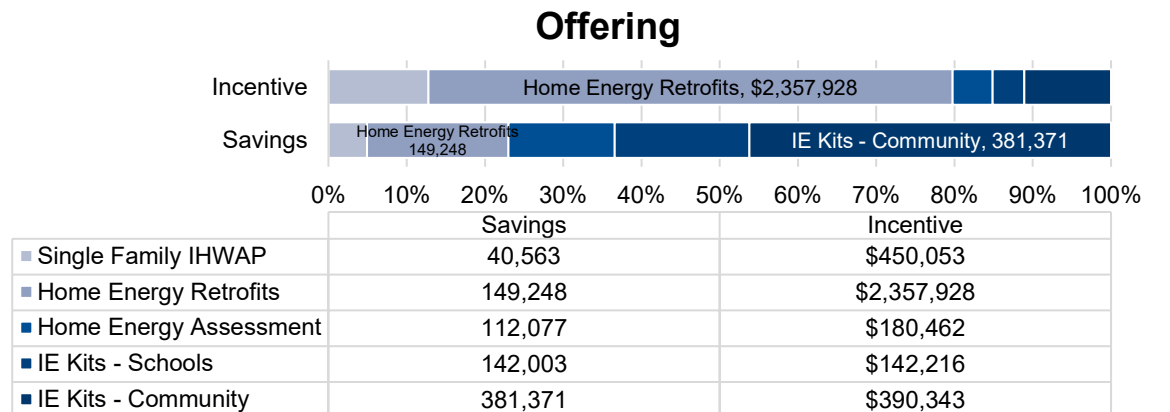 Offering
Incentive
Home Energy Retrofits, $2,357,928
Savings
Home Energy Retrofits
149,248
IE Kits - Community, 381,371
0% 10% 20% 30% 40% 50% 60% 70% 80% 90% 100%
Savings Incentive
Single Family IHWAP 40,563 $450,053
Home Energy Retrofits 149,248 $2,357,928
Home Energy Assessment 112,077 $180,462
IE Kits - Schools 142,003 $142,216
IE Kits - Community 381,371 $390,343